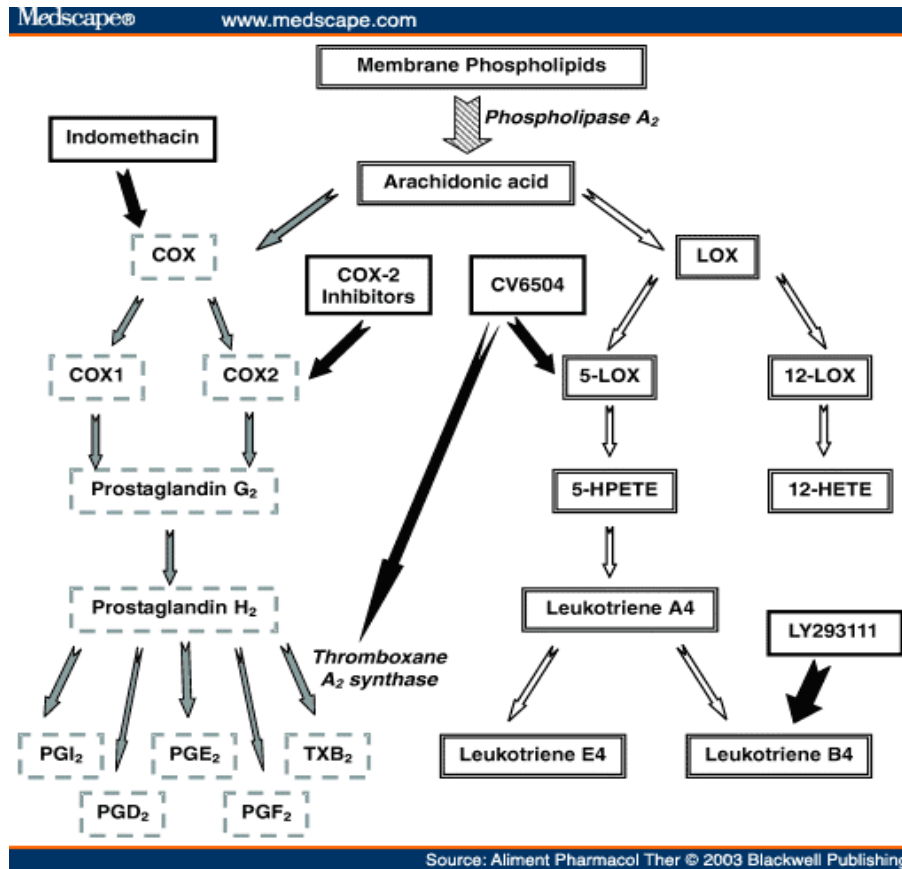 Medscape® www.medscape.com
Membrane Phospholipids
Phospholipase A₂
Indomethacin
Arachidonic acid
COX
LOX
COX-2
Inhibitors
CV6504
COX1
COX2
5-LOX
12-LOX
Prostaglandin G₂
5-HPETE
12-HETE
Prostaglandin H₂
Leukotriene A4
LY293111
Thromboxane
A₂ synthase
PGI₂
PGE₂
TXB₂
Leukotriene E4
Leukotriene B4
PGD₂
PGF₂
Source: Aliment Pharmacol Ther © 2003 Blackwell Publishing